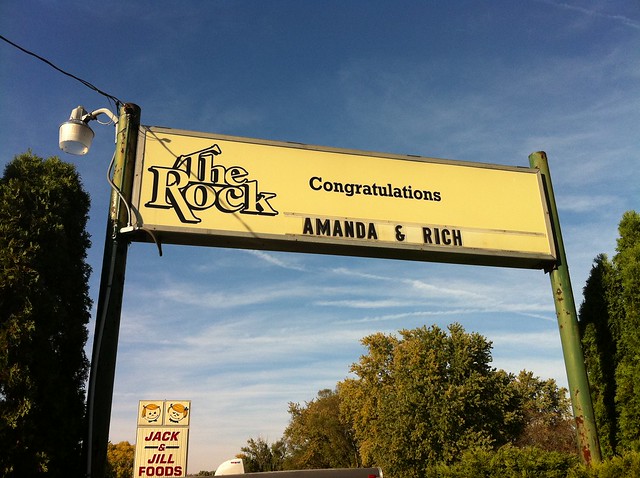 The Rock
Congratulations
AMANDA & RICH
JACK
&
JILL
FOODS